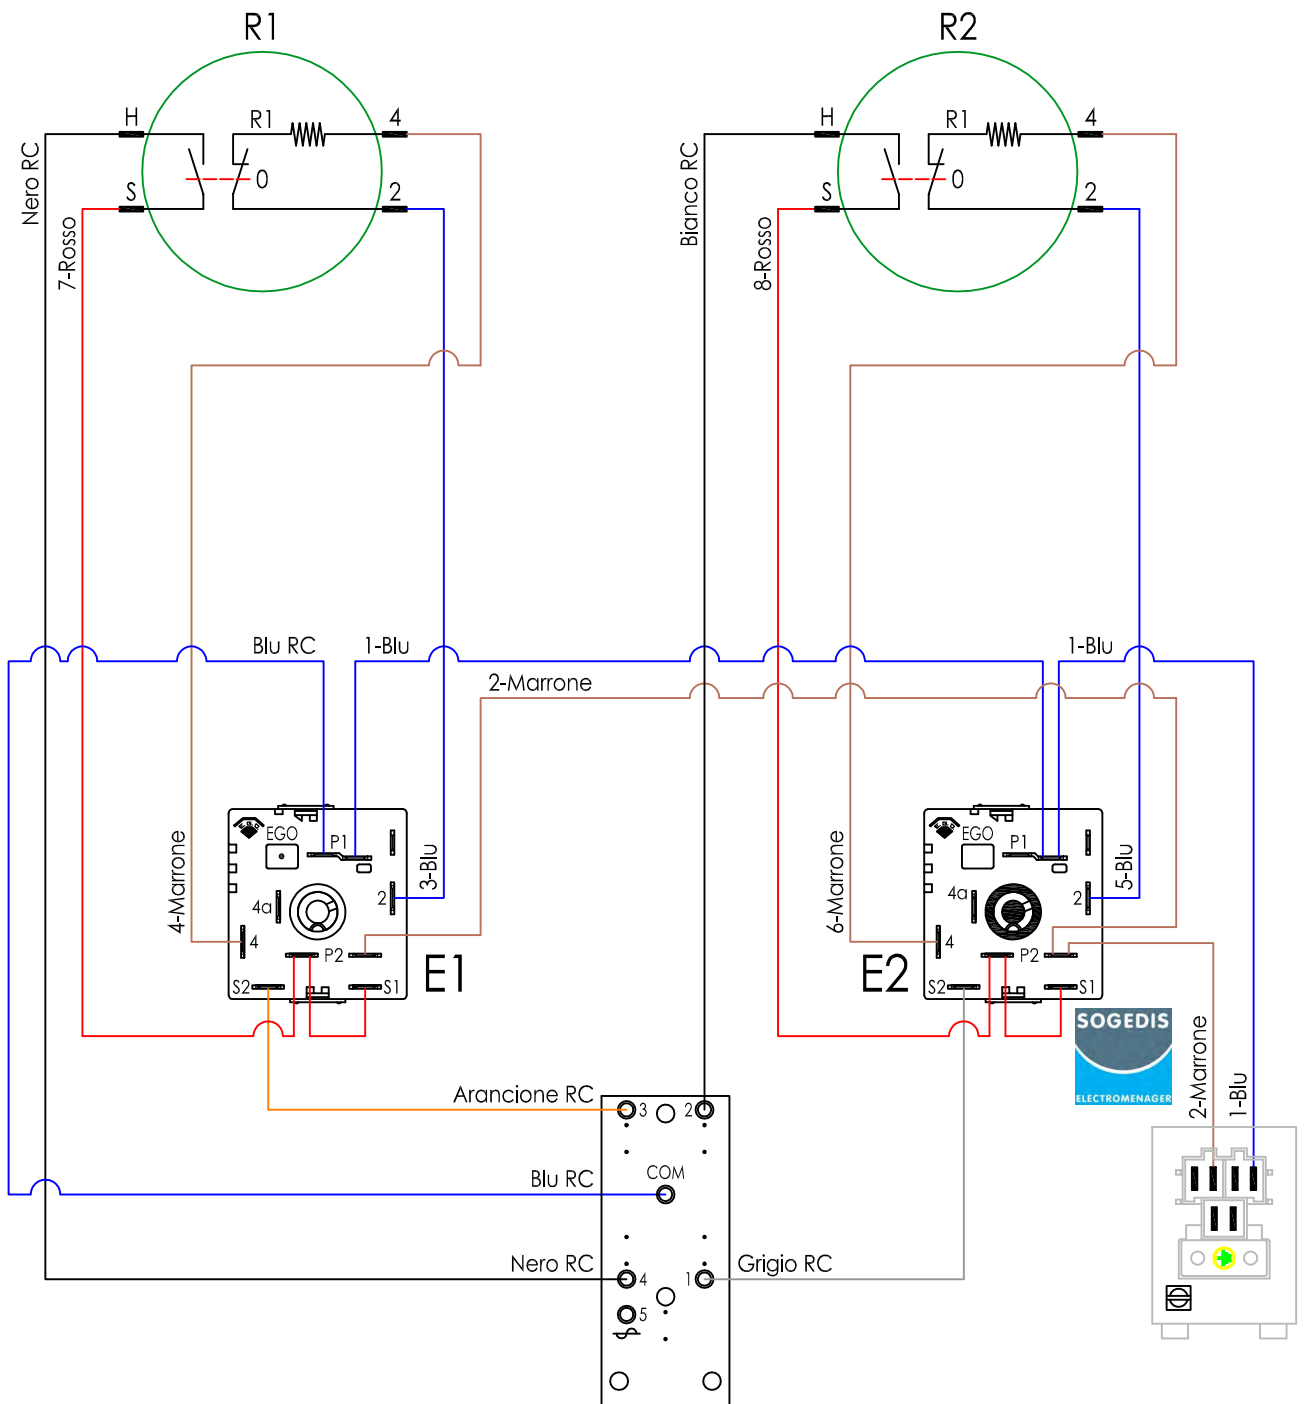 R1
R2
H
R1
4
H
R1
4
0
0
S
2
S
2
Nero RC
7-Rosso
Bianco RC
8-Rosso
Blu RC
1-Blu
1-Blu
2-Marrone
EGO
P1
EGO
P1
4-Marrone
3-Blu
6-Marrone
5-Blu
2
2
4a
4a
4
P2
4
P2
E1
E2
S2
S1
S2
S1
SOGEDIS
ELECTROMENAGER
2-Marrone
1-Blu
Arancione RC
3
2
COM
Blu RC
Nero RC
4
1
Grigio RC
5